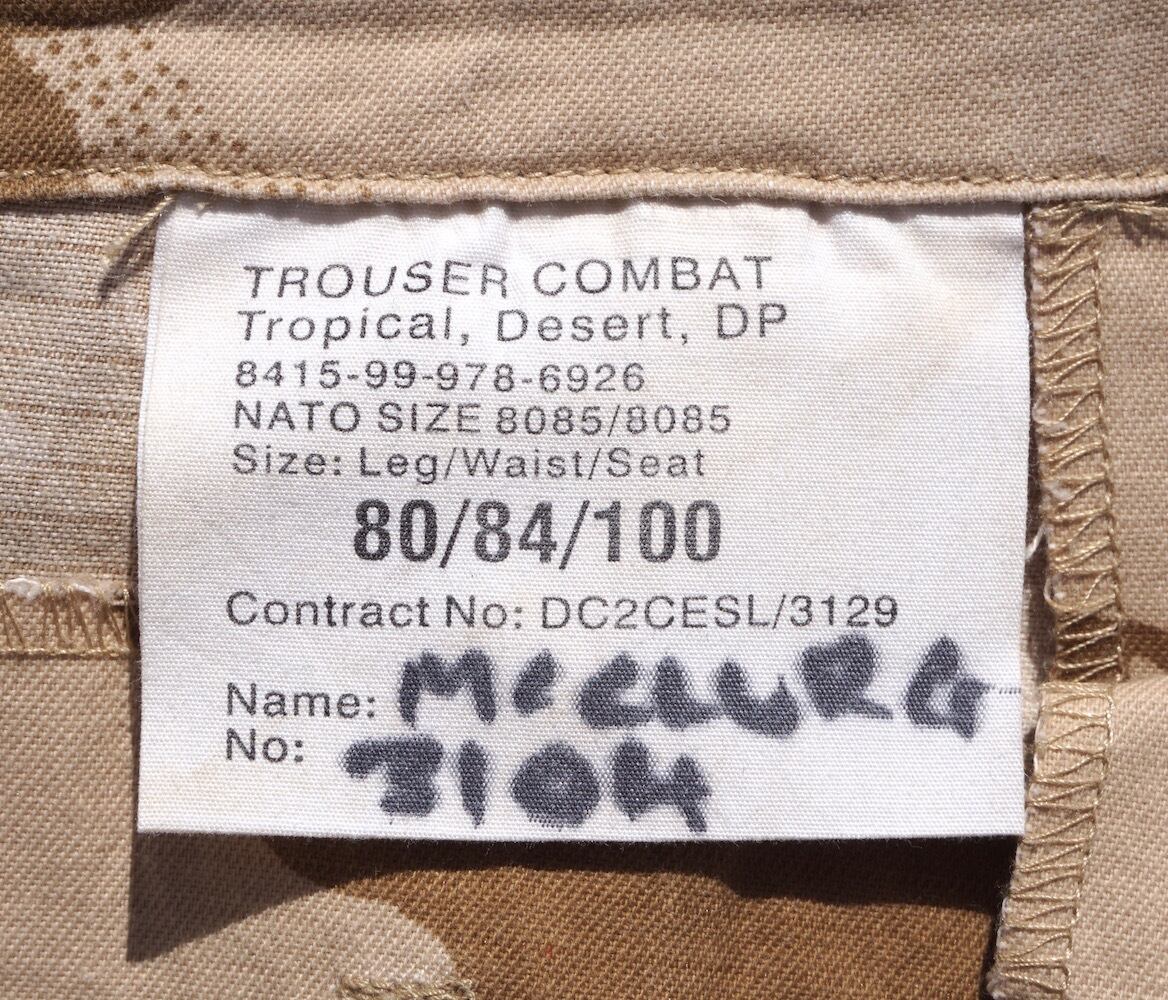 TROUSER COMBAT
Tropical, Desert, DP
8415-99-978-6926
NATO SIZE 8085/8085
Size: Leg/Waist/Seat
80/84/100
Contract No: DC2CESL/3129
Name: McCLURG
No: 3104